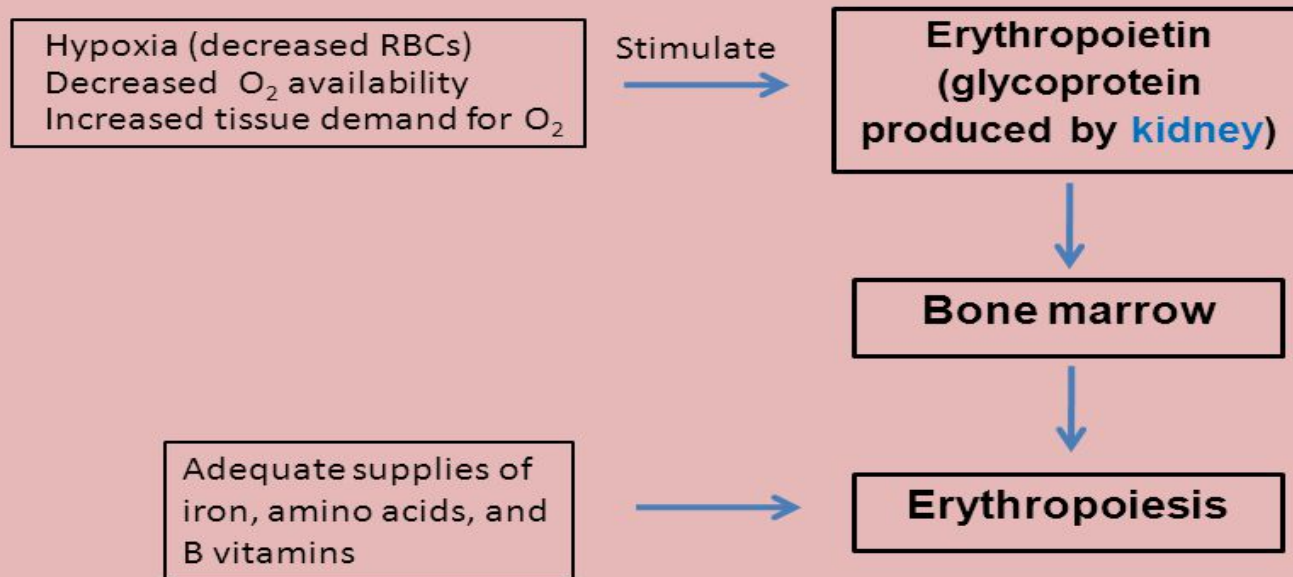 Hypoxia (decreased RBCs)
Decreased O₂ availability
Increased tissue demand for O₂
Stimulate
Erythropoietin
(glycoprotein
produced by kidney)
Bone marrow
Adequate supplies of
iron, amino acids, and
B vitamins
Erythropoiesis